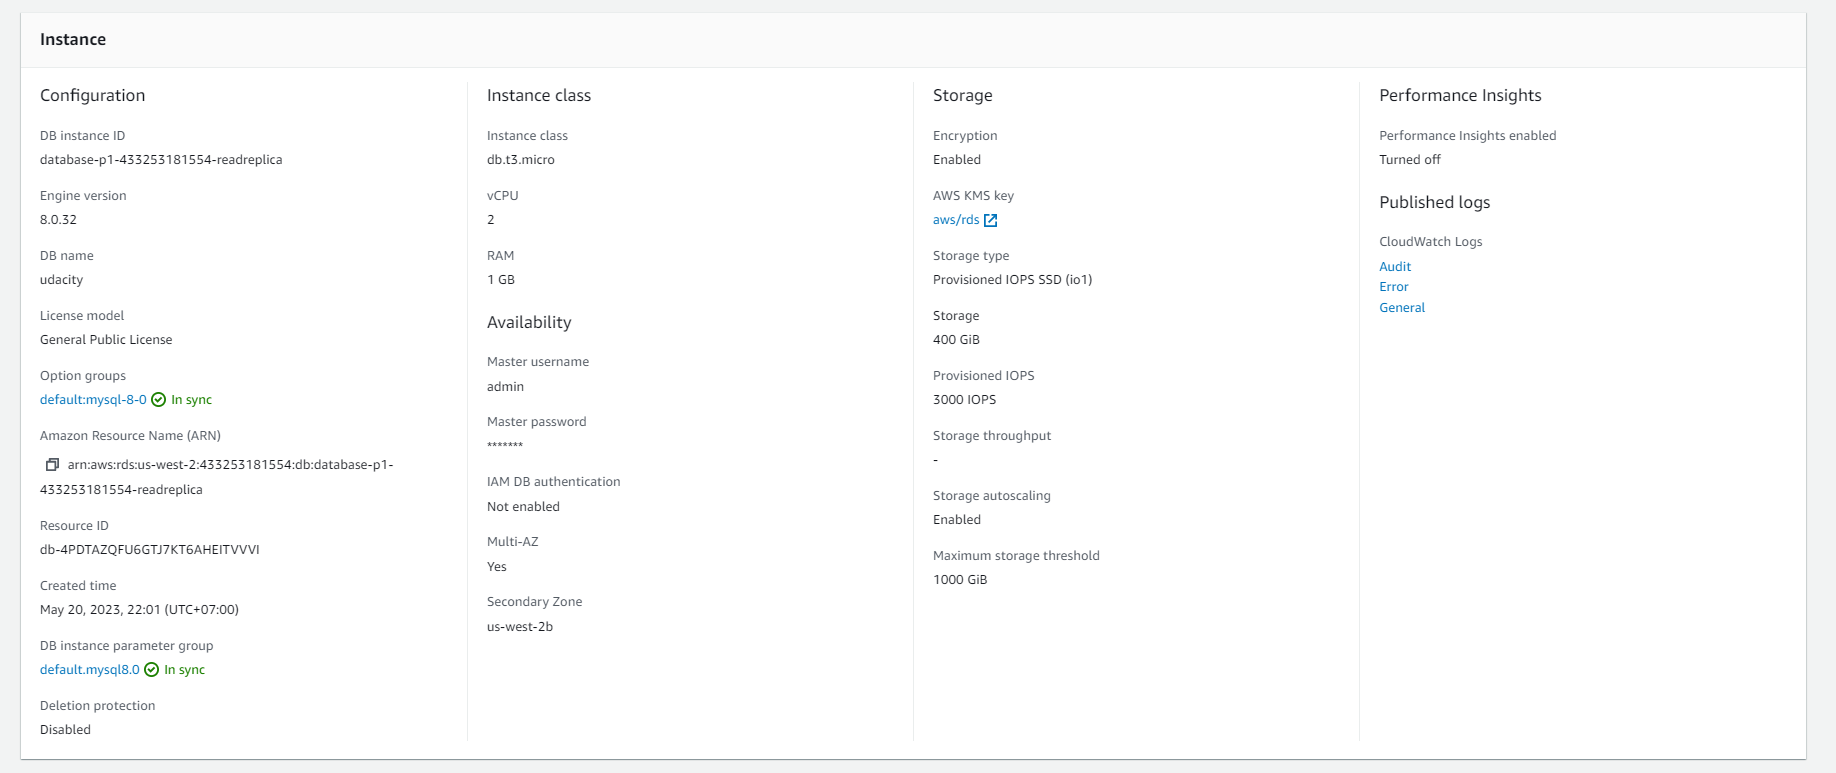 Instance
Configuration
DB instance ID
database-p1-433253181554-readreplica
Engine version
8.0.32
DB name
udacity
License model
General Public License
Option groups
default:mysql-8-0 In sync
Amazon Resource Name (ARN)
arn:aws:rds:us-west-2:433253181554:db:database-p1-
433253181554-readreplica
Resource ID
db-4PDTAZQFU6GTJ7KT6AHEITVVVI
Created time
May 20, 2023, 22:01 (UTC+07:00)
DB instance parameter group
default.mysql8.0 In sync
Deletion protection
Disabled
Instance class
Instance class
db.t3.micro
vCPU
2
RAM
1 GB
Availability
Master username
admin
Master password
*******
IAM DB authentication
Not enabled
Multi-AZ
Yes
Secondary Zone
us-west-2b
Storage
Encryption
Enabled
AWS KMS key
aws/rds
Storage type
Provisioned IOPS SSD (io1)
Storage
400 GiB
Provisioned IOPS
3000 IOPS
Storage throughput
-
Storage autoscaling
Enabled
Maximum storage threshold
1000 GiB
Performance Insights
Performance Insights enabled
Turned off
Published logs
CloudWatch Logs
Audit
Error
General